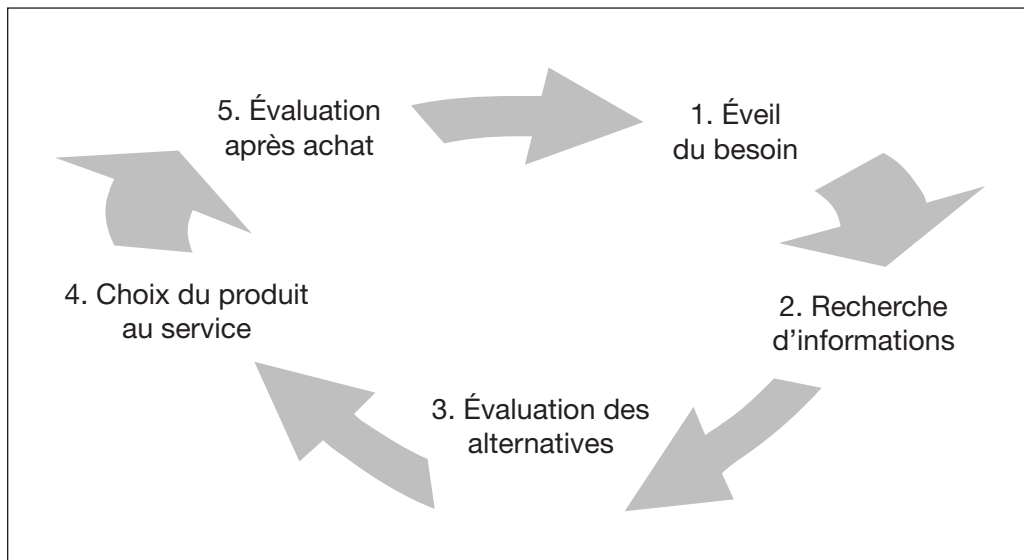 1. Éveil
du besoin
2. Recherche
d’informations
3. Évaluation des
alternatives
4. Choix du produit
au service
5. Évaluation
après achat